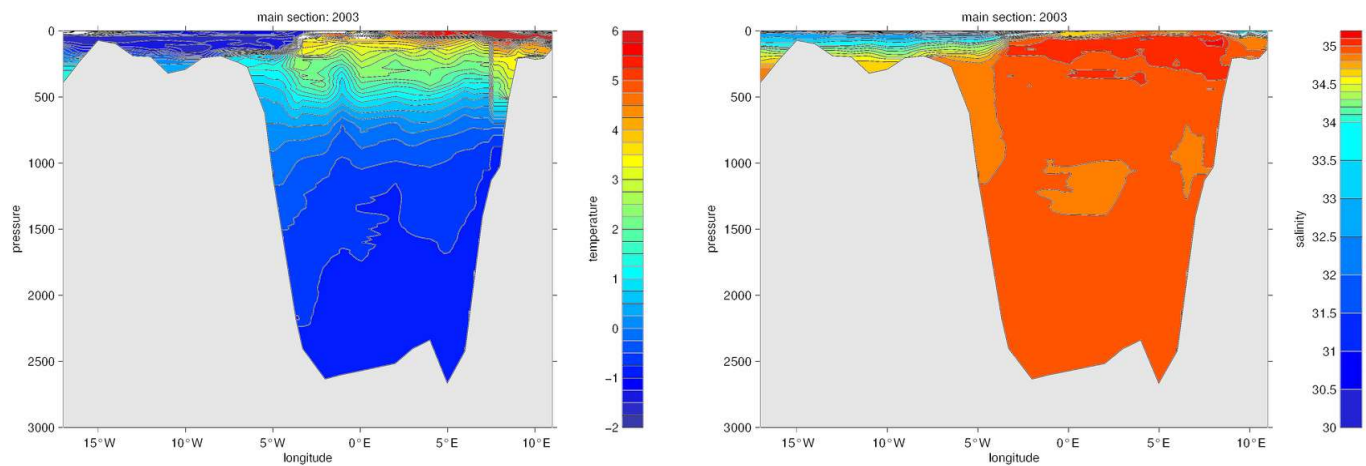 main section: 2003
0
500
1000
1500
2000
2500
3000
pressure
15°W
10°W
5°W
0°E
5°E
10°E
longitude
6
5
4
3
2
1
0
−1
−2
temperature
main section: 2003
0
500
1000
1500
2000
2500
3000
pressure
15°W
10°W
5°W
0°E
5°E
10°E
longitude
35
34.5
34
33.5
33
32.5
32
31.5
31
30.5
30
salinity